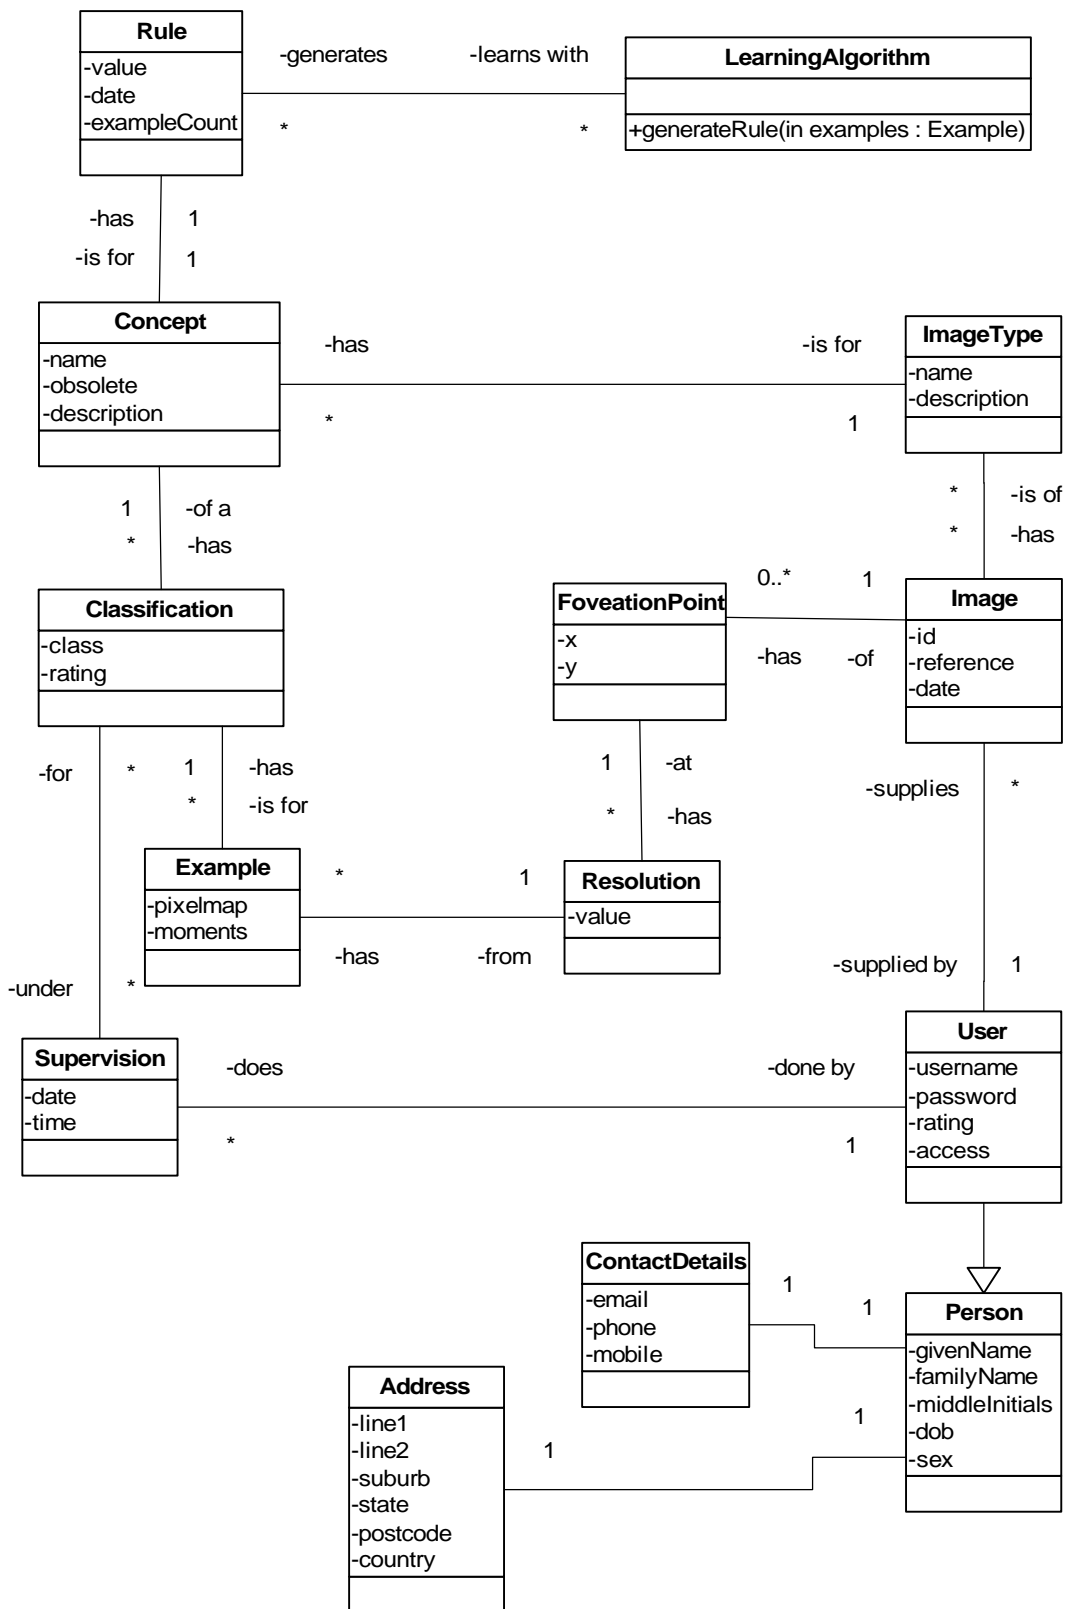 Rule
-value
-date
-exampleCount
-generates
-learns with
*
*
LearningAlgorithm
+generateRule(in examples : Example)
-has
1
-is for
1
Concept
-name
-obsolete
-description
-has
-is for
*
1
ImageType
-name
-description
1
-of a
*
-has
*
-is of
*
-has
Classification
-class
-rating
FoveationPoint
-x
-y
0..*
1
-has
-of
Image
-id
-reference
-date
-for
*
1
-has
*
-is for
1
-at
*
-has
-supplies
*
Example
-pixelmap
-moments
*
1
-has
-from
Resolution
-value
-supplied by
1
-under
*
Supervision
-date
-time
-does
-done by
*
1
User
-username
-password
-rating
-access
ContactDetails
-email
-phone
-mobile
1
1
Person
-givenName
-familyName
-middleInitials
-dob
-sex
Address
-line1
-line2
-suburb
-state
-postcode
-country
1
1